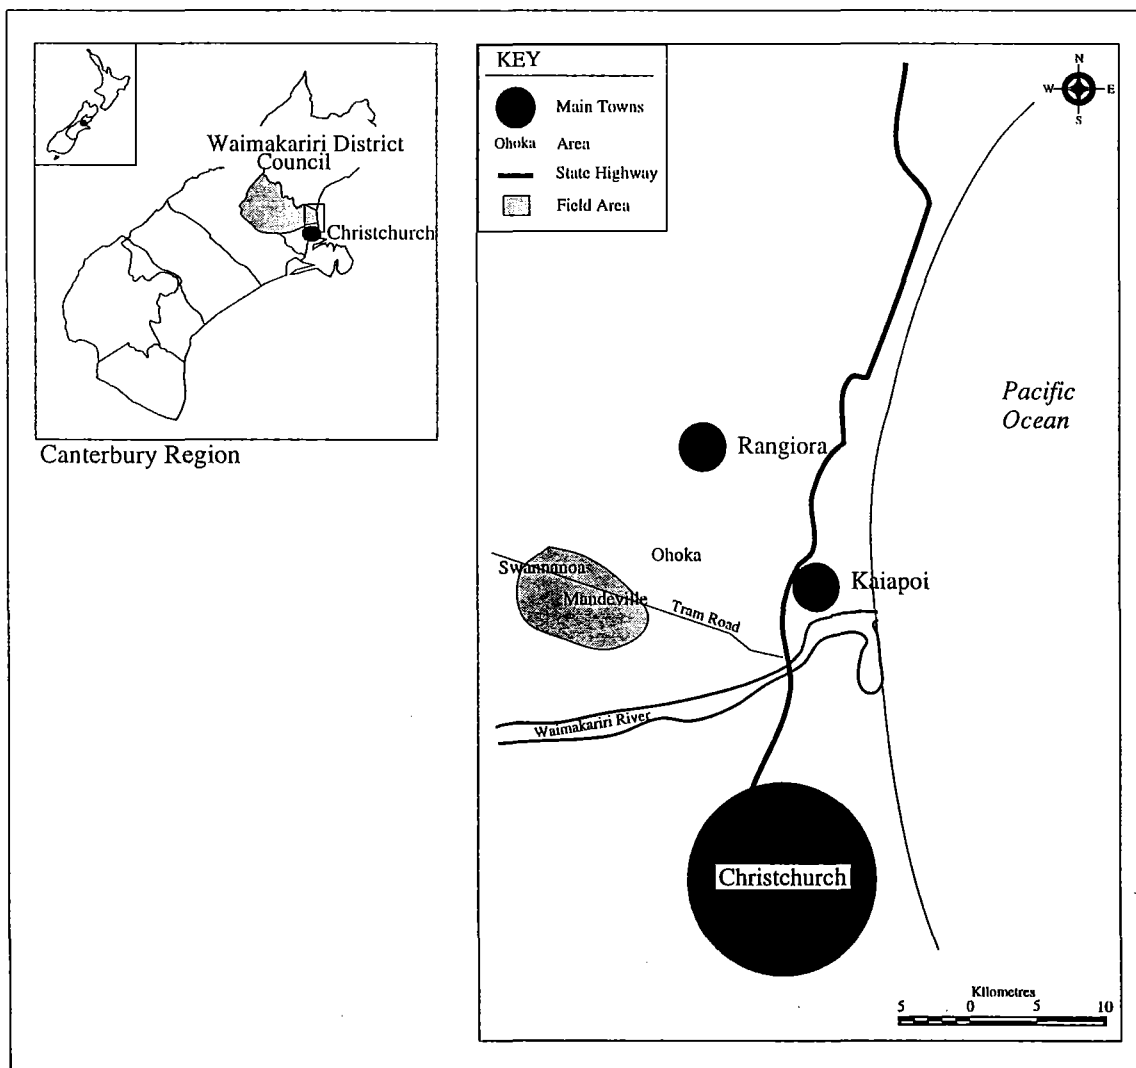 Waimakariri District
Council
Christchurch
Canterbury Region
KEY
Main Towns
Ohoka Area
State Highway
Field Area
N
W E
S
Pacific
Ocean
Rangiora
Ohoka
Swannanoas
Mandeville
Kaiapoi
Tram Road
Waimakariri River
Christchurch
Kilometres
5 0 5 10